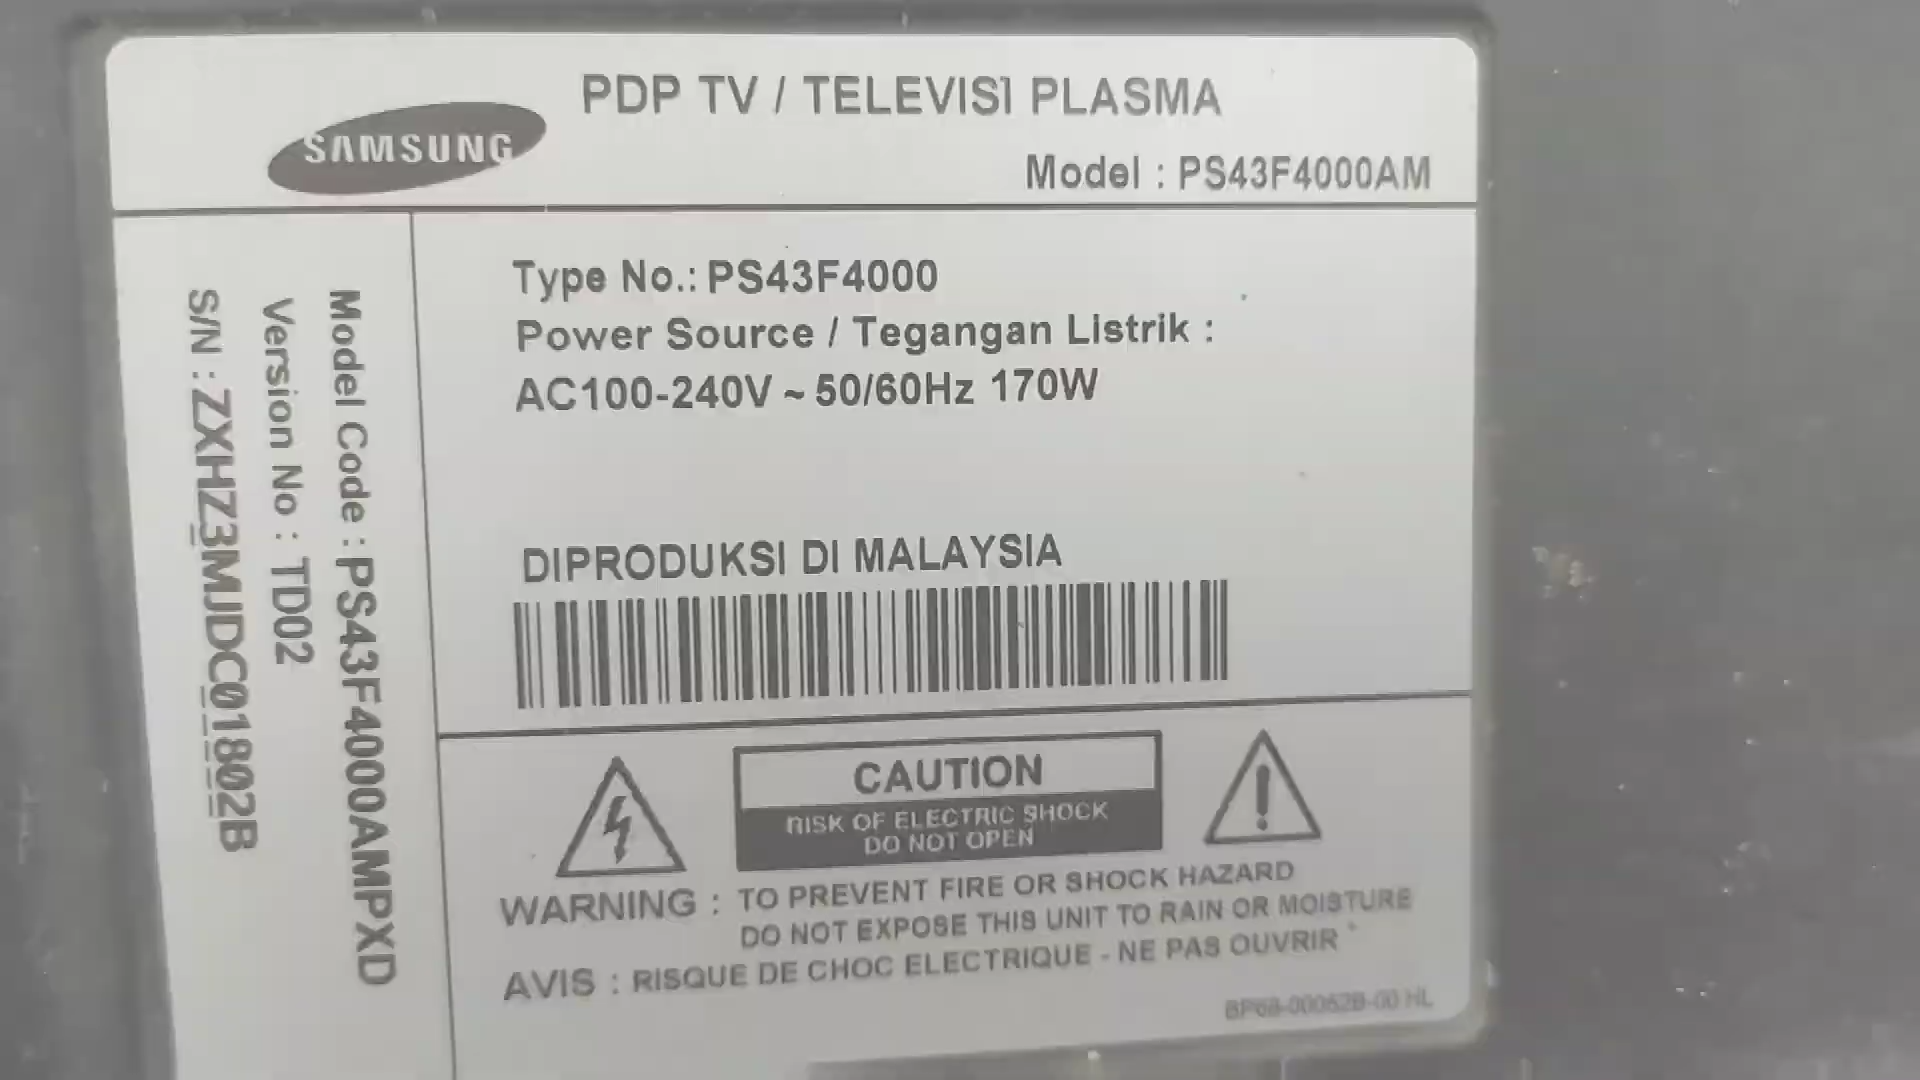 SAMSUNG
PDP TV / TELEVISI PLASMA
Model : PS43F4000AM
Model Code : PS43F4000AMPXD
Version No : TD02
S/N : ZXHZ3MJDC01802B
Type No.: PS43F4000
Power Source / Tegangan Listrik :
AC100-240V ~ 50/60Hz 170W
DIPRODUKSI DI MALAYSIA
CAUTION
RISK OF ELECTRIC SHOCK
DO NOT OPEN
WARNING : TO PREVENT FIRE OR SHOCK HAZARD
DO NOT EXPOSE THIS UNIT TO RAIN OR MOISTURE
AVIS : RISQUE DE CHOC ELECTRIQUE - NE PAS OUVRIR